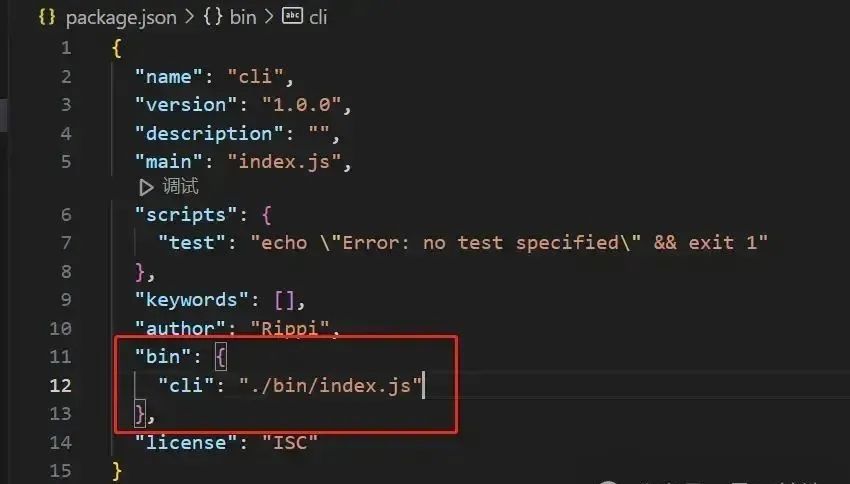 package.json > {} bin > abc cli
1 {
2 "name": "cli",
3 "version": "1.0.0",
4 "description": "",
5 "main": "index.js",
调试
6 "scripts": {
7 "test": "echo \"Error: no test specified\" && exit 1"
8 },
9 "keywords": [],
10 "author": "Rippi",
11 "bin": {
12 "cli": "./bin/index.js"
13 },
14 "license": "ISC"
15 }